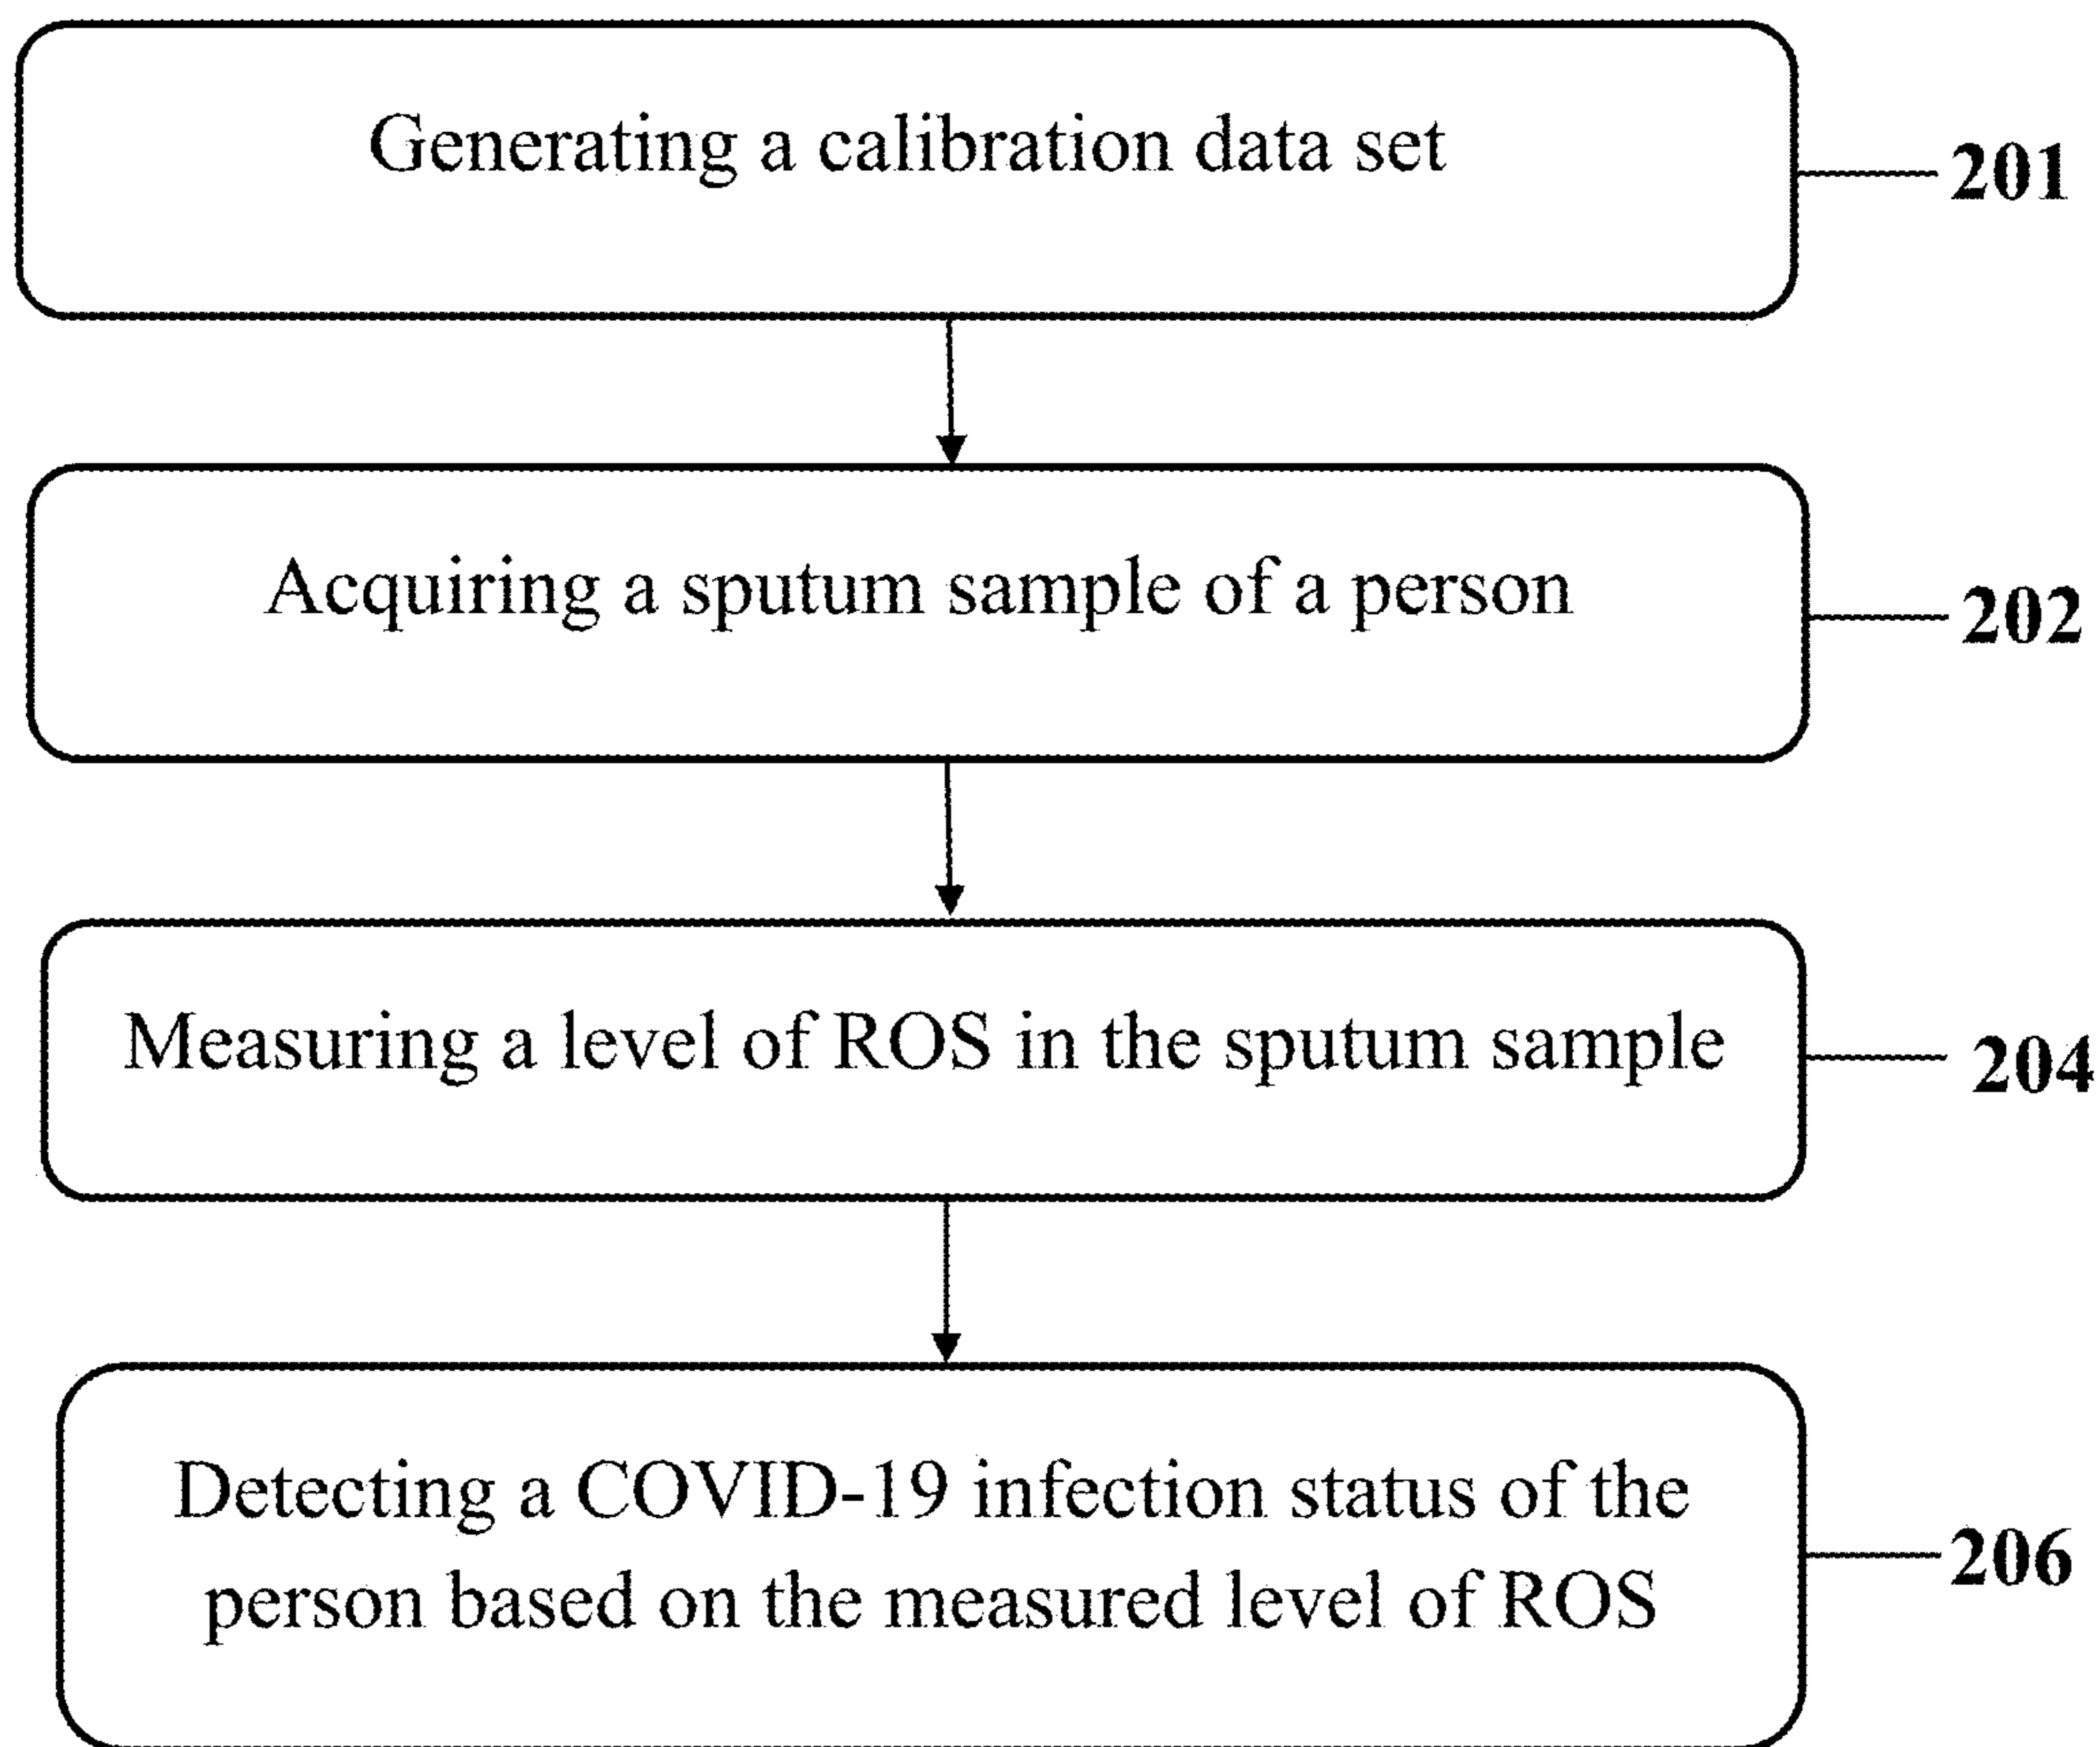 Generating a calibration data set
201
Acquiring a sputum sample of a person
202
Measuring a level of ROS in the sputum sample
204
Detecting a COVID-19 infection status of the
person based on the measured level of ROS
206